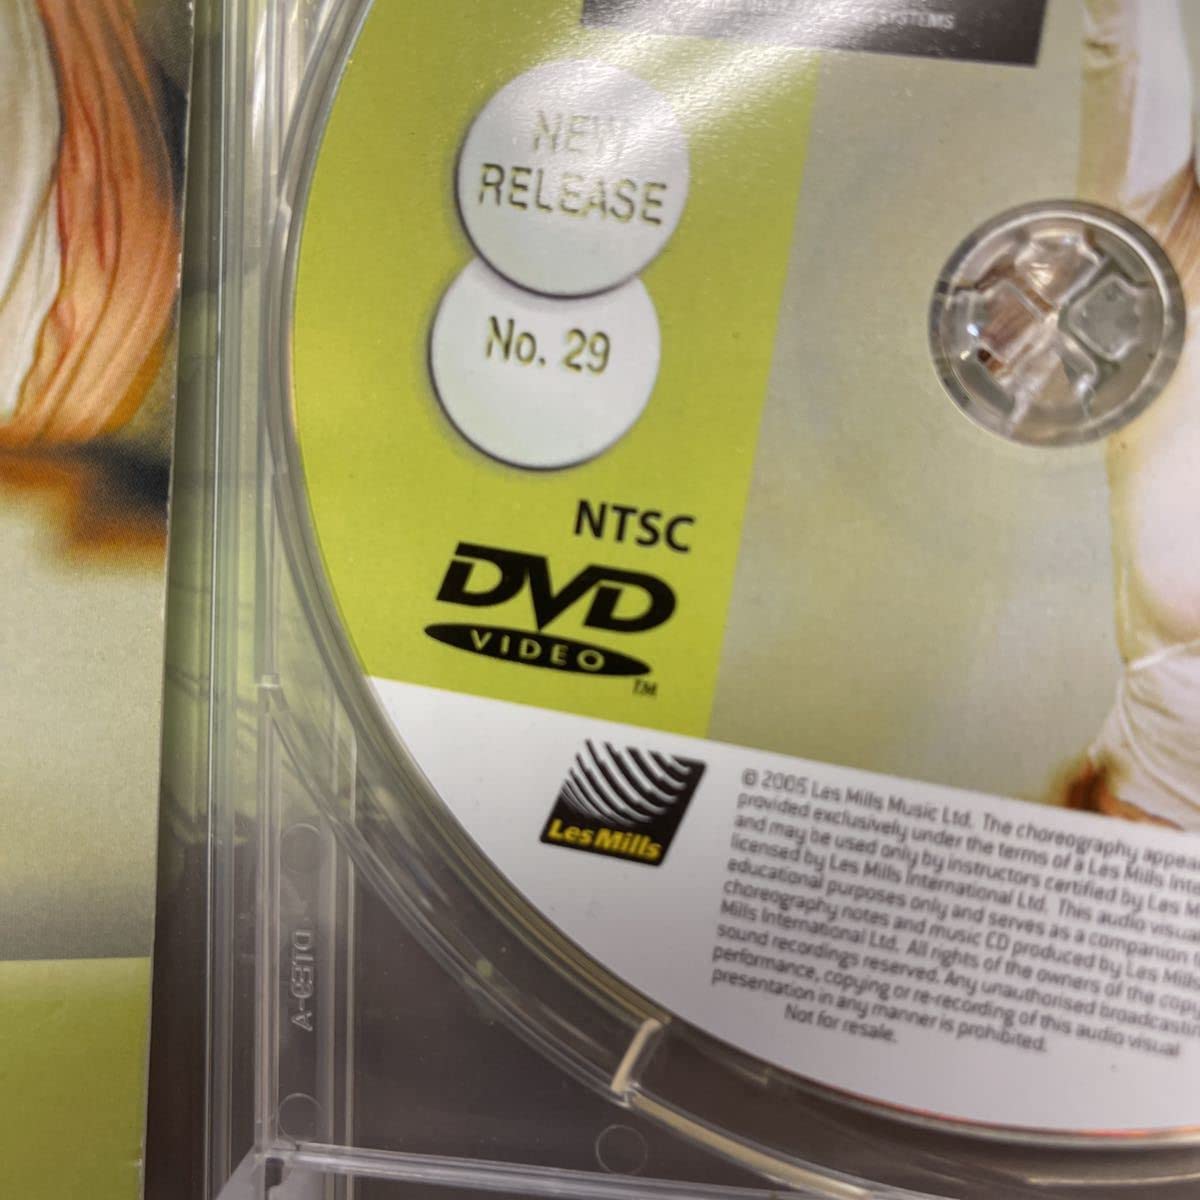 SYSTEMS
NEW
RELEASE
No. 29
NTSC
DVD
VIDEO
TM
Les Mills
© 2005 Les Mills Music Ltd. The choreography
provided exclusively under the terms of a Les Mills
and may be used only by instructors certified by Les
licensed by Les Mills International Ltd. This audio visual
educational purposes only and serves as a companion
choreography notes and music CD produced by Les Mills
Mills International Ltd. All rights of the owners of the
sound recordings reserved. Any unauthorised broadcasting
performance, copying or re-recording of this audio visual
presentation in any manner is prohibited.
Not for resale.